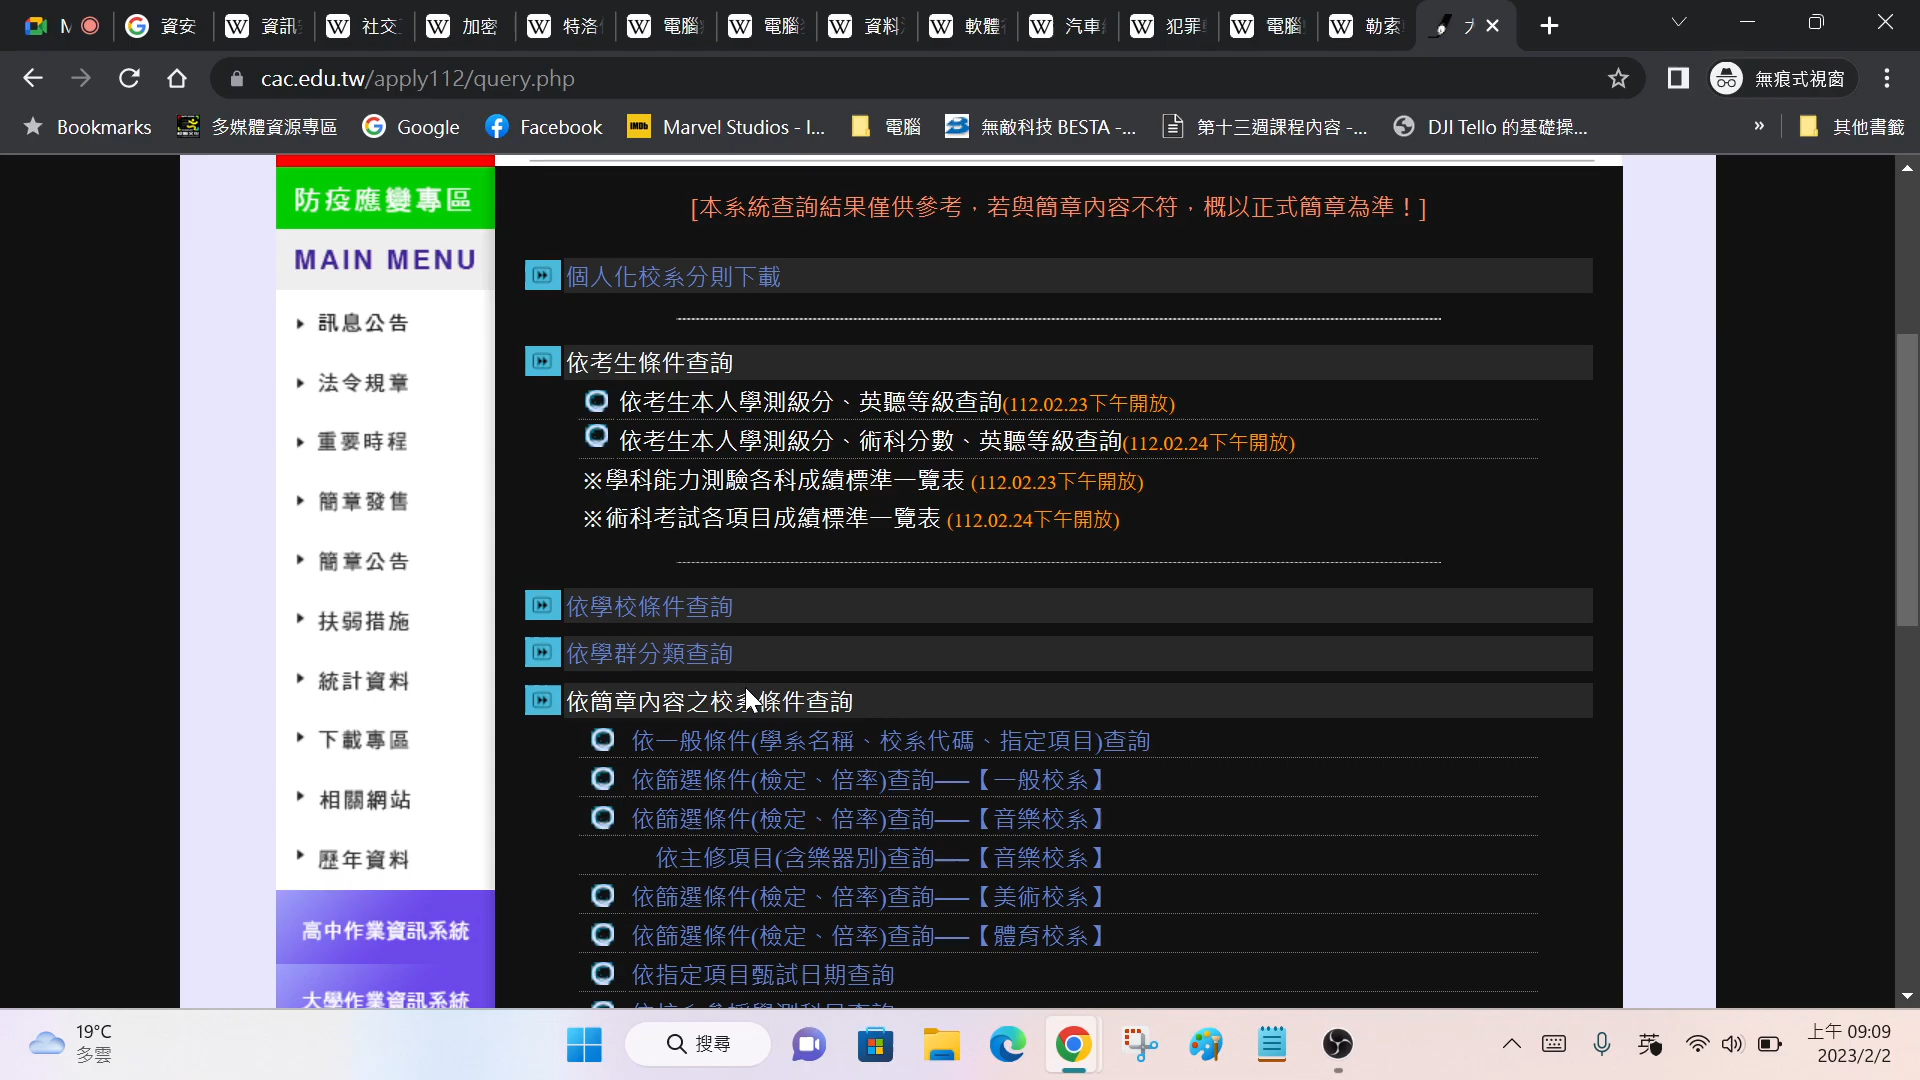 資安
資訊
社交
加密
特洛
電腦
電腦
資料
軟體
汽車
犯罪
電腦
勒索
cac.edu.tw/apply112/query.php
無痕式視窗
Bookmarks
多媒體資源專區
Google
Facebook
Marvel Studios - I...
電腦
無敵科技 BESTA -...
第十三週課程內容 -...
DJI Tello 的基礎操...
»
其他書籤
防疫應變專區
MAIN MENU
訊息公告
法令規章
重要時程
簡章發售
簡章公告
扶弱措施
統計資料
下載專區
相關網站
歷年資料
高中作業資訊系統
大學作業資訊系統
[本系統查詢結果僅供參考，若與簡章內容不符，概以正式簡章為準！]
個人化校系分則下載
依考生條件查詢
依考生本人學測級分、英聽等級查詢(112.02.23下午開放)
依考生本人學測級分、術科分數、英聽等級查詢(112.02.24下午開放)
※學科能力測驗各科成績標準一覽表 (112.02.23下午開放)
※術科考試各項目成績標準一覽表 (112.02.24下午開放)
依學校條件查詢
依學群分類查詢
依簡章內容之校系條件查詢
依一般條件(學系名稱、校系代碼、指定項目)查詢
依篩選條件(檢定、倍率)查詢──【一般校系】
依篩選條件(檢定、倍率)查詢──【音樂校系】
依主修項目(含樂器別)查詢──【音樂校系】
依篩選條件(檢定、倍率)查詢──【美術校系】
依篩選條件(檢定、倍率)查詢──【體育校系】
依指定項目甄試日期查詢
19°C
多雲
搜尋
英
上午 09:09
2023/2/2